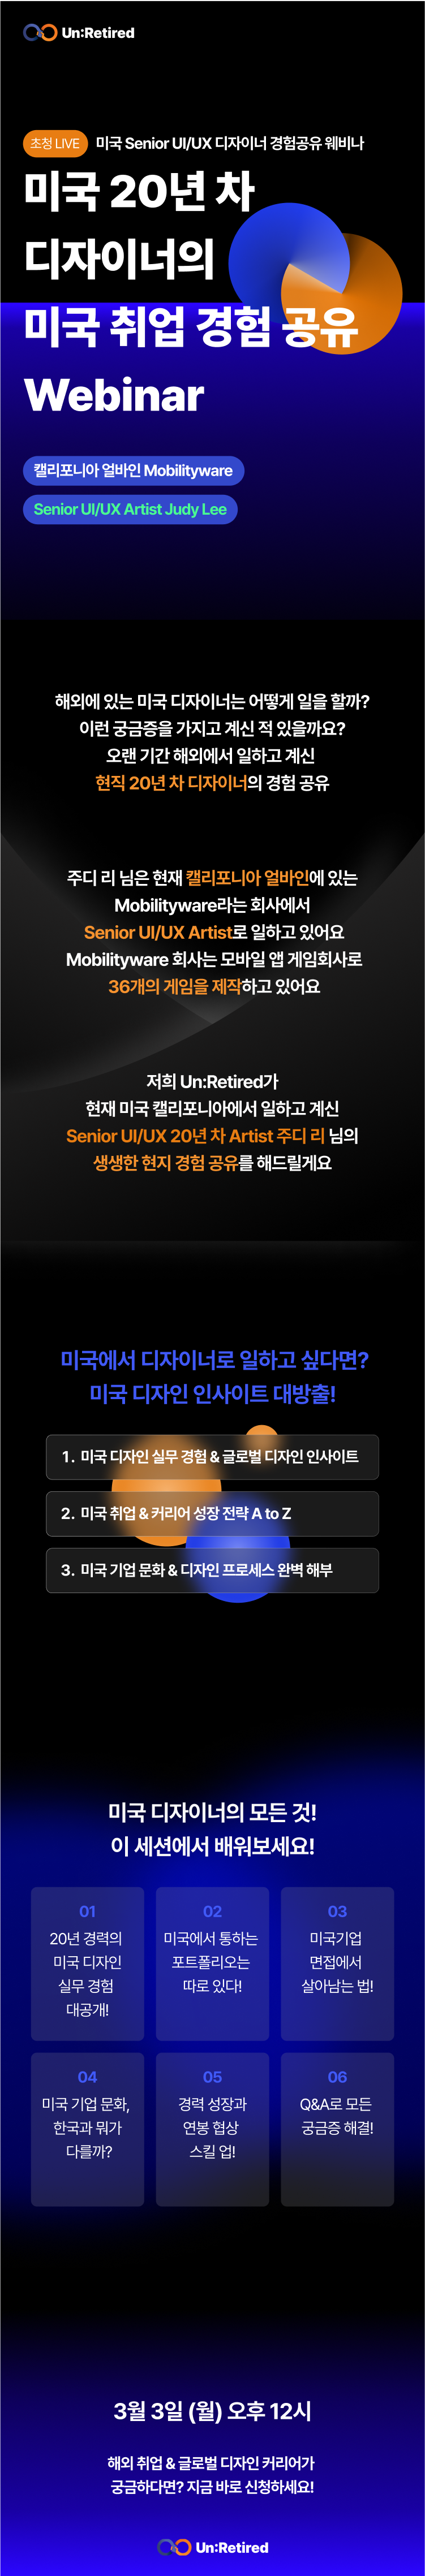 Un:Retired
초청 LIVE 미국 Senior UI/UX 디자이너 경험공유 웨비나
미국 20년 차
디자이너의
미국 취업 경험 공유
Webinar
캘리포니아 얼바인 Mobilityware
Senior UI/UX Artist Judy Lee
해외에 있는 미국 디자이너는 어떻게 일을 할까?
이런 궁금증을 가지고 계신 적 있을까요?
오랜 기간 해외에서 일하고 계신
현직 20년 차 디자이너의 경험 공유
주디 리 님은 현재 캘리포니아 얼바인에 있는
Mobilityware라는 회사에서
Senior UI/UX Artist로 일하고 있어요
Mobilityware 회사는 모바일 앱 게임회사로
36개의 게임을 제작하고 있어요
저희 Un:Retired가
현재 미국 캘리포니아에서 일하고 계신
Senior UI/UX 20년 차 Artist 주디 리 님의
생생한 현지 경험 공유를 해드릴게요
미국에서 디자이너로 일하고 싶다면?
미국 디자인 인사이트 대방출!
1. 미국 디자인 실무 경험 & 글로벌 디자인 인사이트
2. 미국 취업 & 커리어 성장 전략 A to Z
3. 미국 기업 문화 & 디자인 프로세스 완벽 해부
미국 디자이너의 모든 것!
이 세션에서 배워보세요!
01
20년 경력의
미국 디자인
실무 경험
대공개!
02
미국에서 통하는
포트폴리오는
따로 있다!
03
미국기업
면접에서
살아남는 법!
04
미국 기업 문화,
한국과 뭐가
다를까?
05
경력 성장과
연봉 협상
스킬 업!
06
Q&A로 모든
궁금증 해결!
3월 3일 (월) 오후 12시
해외 취업 & 글로벌 디자인 커리어가
궁금하다면? 지금 바로 신청하세요!
Un:Retired